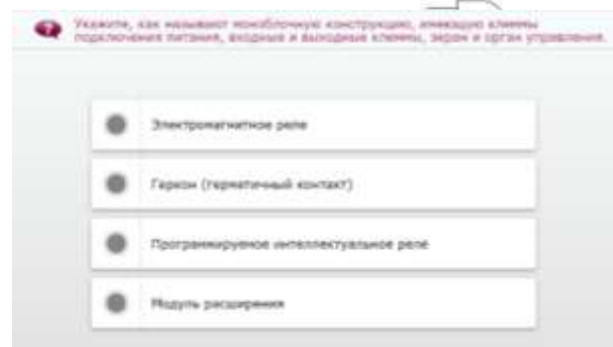 Укажите, как называют моноблочную конструкцию, имеющую клеммы
подключения питания, входные и выходные клеммы, экран и орган управления.
Электромагнитное реле
Геркон (герметичный контакт)
Программируемое интеллектуальное реле
Модуль расширения